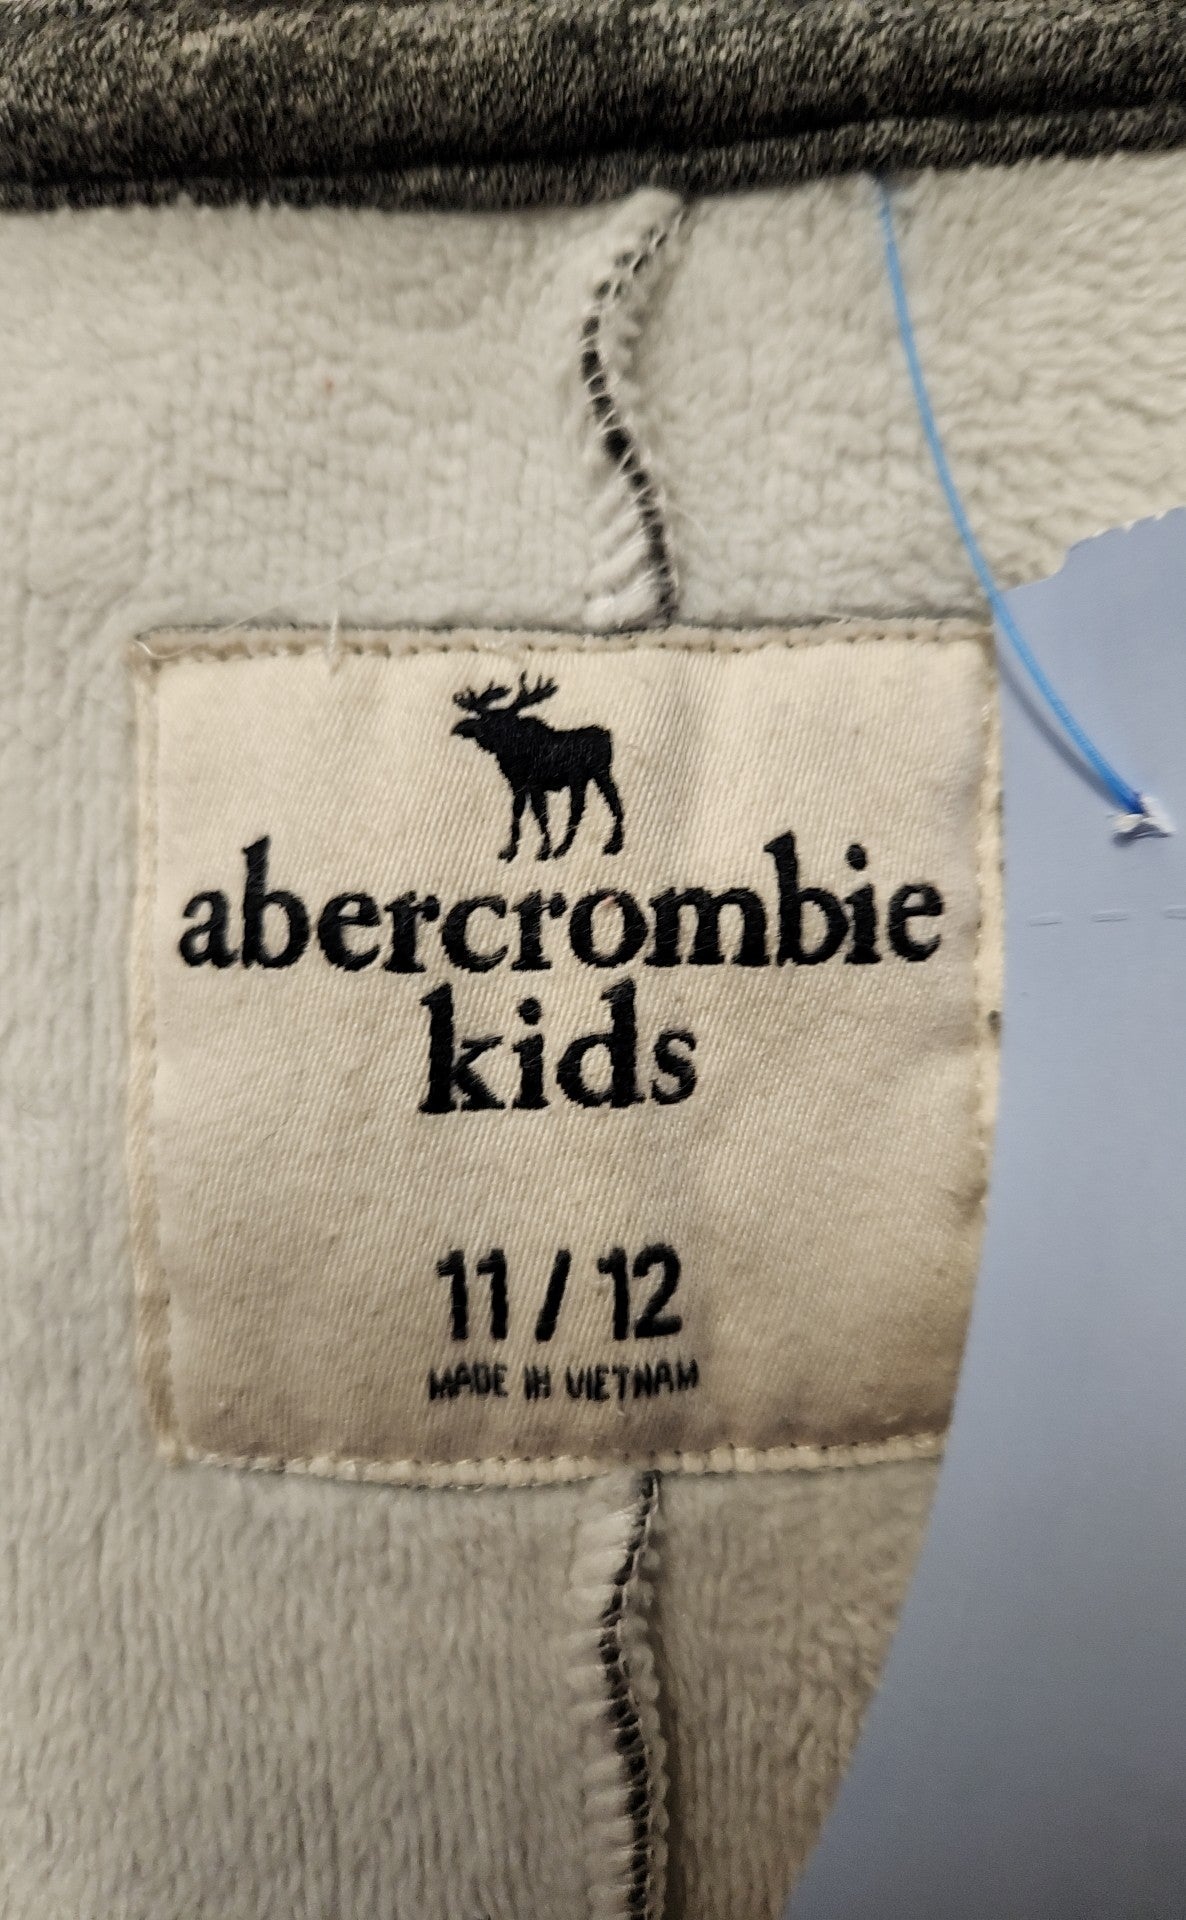 abercrombie
kids
11 / 12
MADE IN VIETNAM